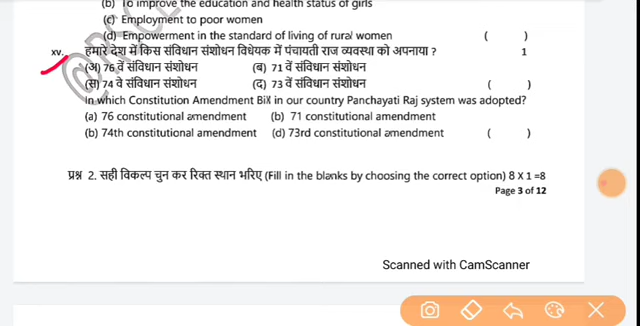 (b) To improve the education and health status of girls
(c) Employment to poor women
(d) Empowerment in the standard of living of rural women ( )
xv. हमारे देश में किस संविधान संशोधन विधेयक में पंचायती राज व्यवस्था को अपनाया ? 1
(अ) 76 वें संविधान संशोधन (ब) 71 वें संविधान संशोधन
(स) 74 वे संविधान संशोधन (द) 73 वें संविधान संशोधन ( )
In which Constitution Amendment Bill in our country Panchayati Raj system was adopted?
(a) 76 constitutional amendment (b) 71 constitutional amendment
(b) 74th constitutional amendment (d) 73rd constitutional amendment ( )
प्रश्न 2. सही विकल्प चुन कर रिक्त स्थान भरिए (Fill in the blanks by choosing the correct option) 8 X 1 =8
Page 3 of 12
Scanned with CamScanner